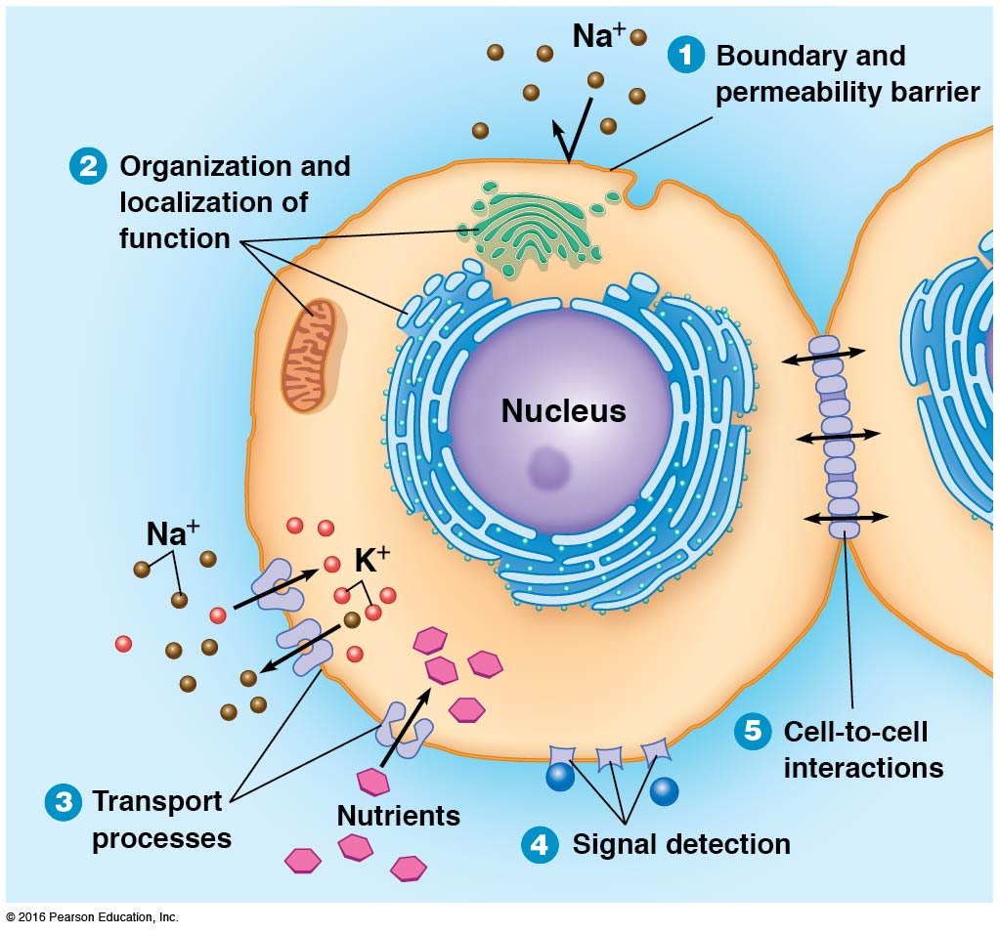 Na+
1 Boundary and
permeability barrier
2 Organization and
localization of
function
Nucleus
Na+
K+
3 Transport
processes
Nutrients
4 Signal detection
5 Cell-to-cell
interactions
© 2016 Pearson Education, Inc.